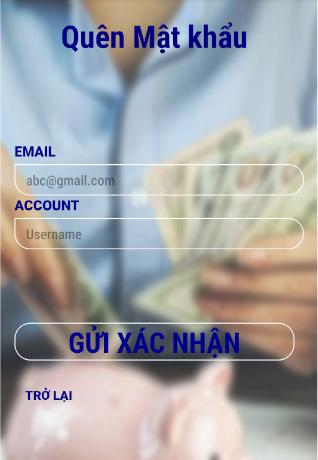 Quên Mật khẩu
EMAIL
abc@gmail.com
ACCOUNT
Username
GỬI XÁC NHẬN
TRỞ LẠI